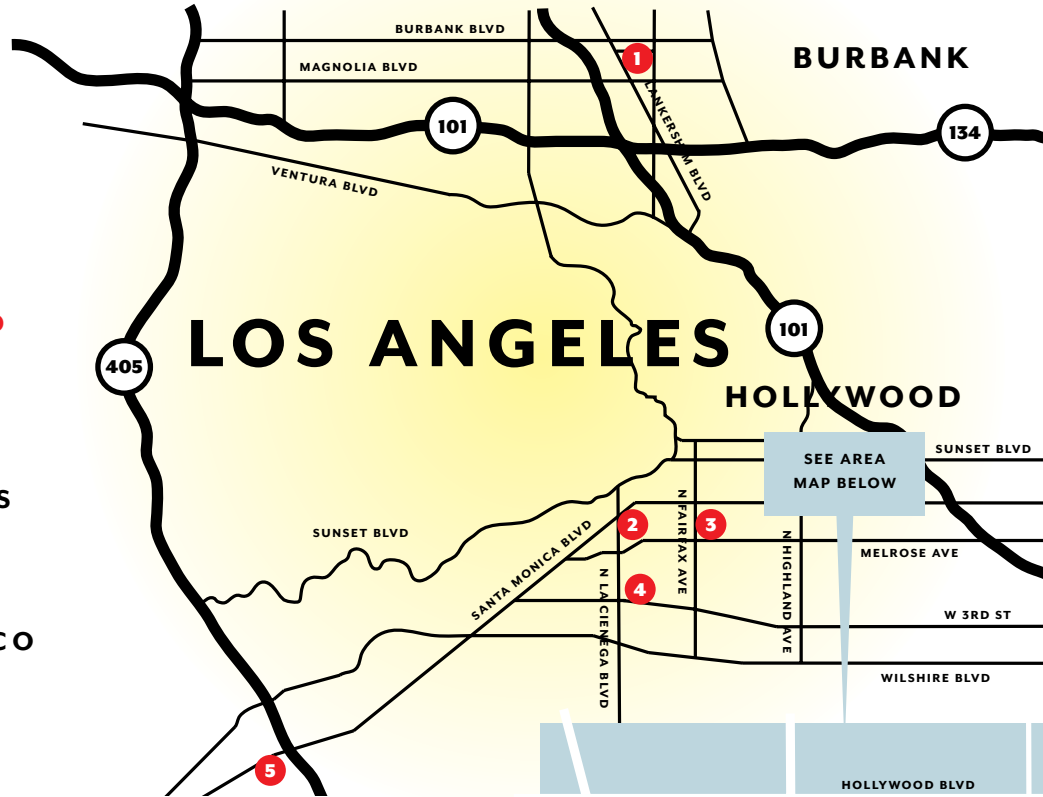 BURBANK BLVD
BURBANK
1
MAGNOLIA BLVD
LANKERSHIM BLVD
101
134
VENTURA BLVD
LOS ANGELES
101
405
HOLLYWOOD
SUNSET BLVD
SEE AREA
MAP BELOW
S
N FAIRFAX AVE
2
3
SUNSET BLVD
SANTA MONICA BLVD
N HIGHLAND AVE
MELROSE AVE
4
N LA CIENEGA BLVD
W 3RD ST
CO
WILSHIRE BLVD
5
HOLLYWOOD BLVD